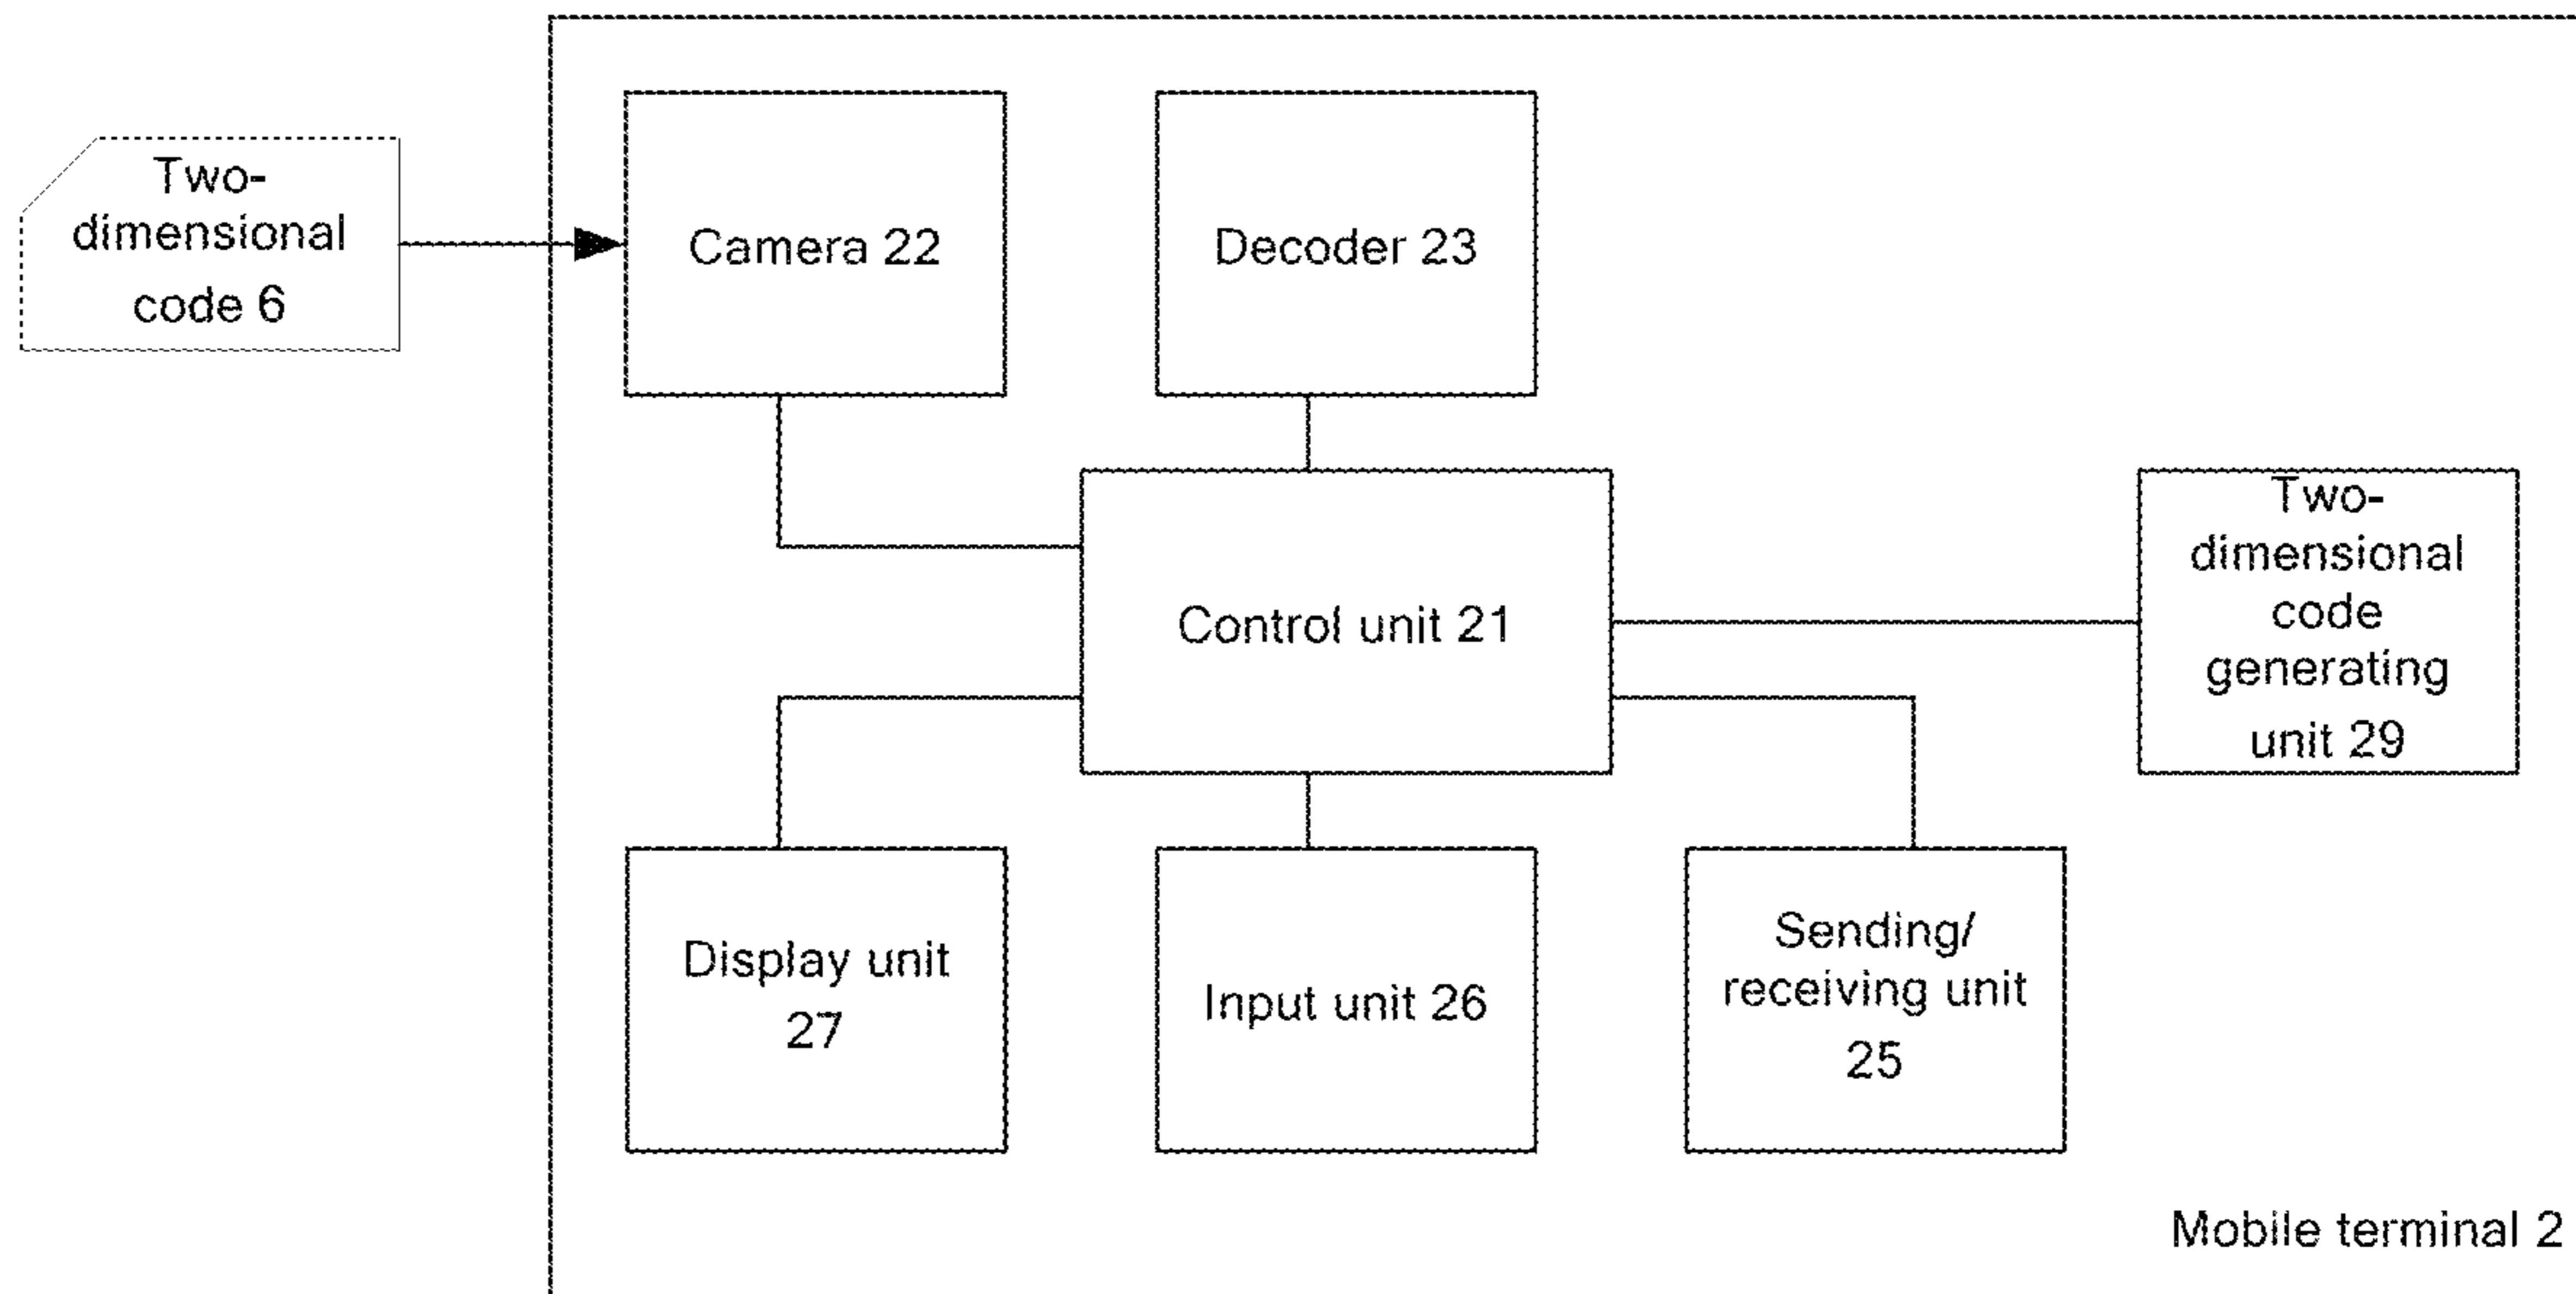 Two-
dimensional
code 6
Camera 22
Decoder 23
Control unit 21
Two-
dimensional
code
generating
unit 29
Display unit
27
Input unit 26
Sending/
receiving unit
25
Mobile terminal 2